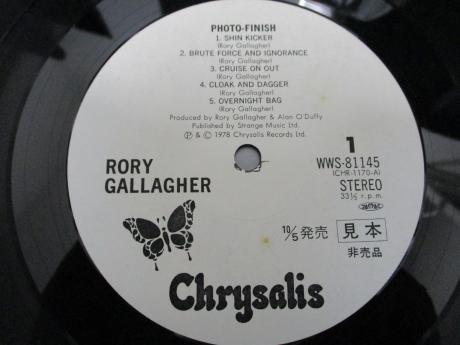 PHOTO-FINISH
1. SHIN KICKER
(Rory Gallagher)
2. BRUTE FORCE AND IGNORANCE
(Rory Gallagher)
3. CRUISE ON OUT
(Rory Gallagher)
4. CLOAK AND DAGGER
(Rory Gallagher)
5. OVERNIGHT BAG
(Rory Gallagher)
Produced by Rory Gallagher & Alan O'Duffy
Published by Strange Music Ltd.
℗ & © 1978 Chrysalis Records Ltd.
RORY
GALLAGHER
1
WWS-81145
(CHR-1170-A)
STEREO
33⅓ r.p.m.
10/5発売
見本
非売品
Chrysalis